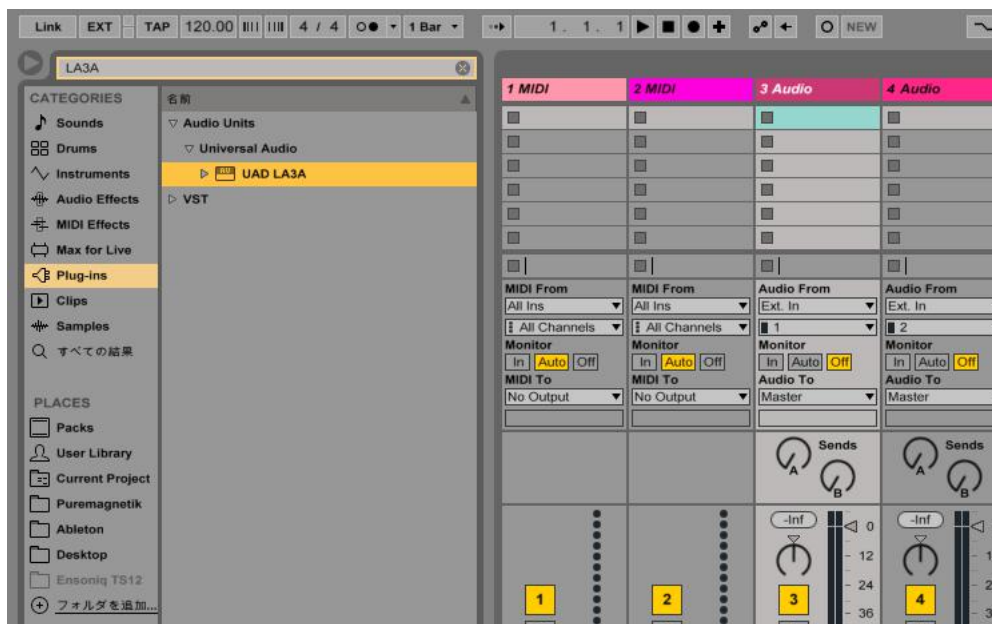 Link EXT TAP 120.00 4 / 4 1 Bar 1. 1. 1 NEW
LA3A
CATEGORIES
Sounds
Drums
Instruments
Audio Effects
MIDI Effects
Max for Live
Plug-ins
Clips
Samples
すべての結果
PLACES
Packs
User Library
Current Project
Puremagnetik
Ableton
Desktop
Ensoniq TS12
フォルダを追加...
名前
Audio Units
Universal Audio
UAD LA3A
VST
1 MIDI 2 MIDI 3 Audio 4 Audio
MIDI From MIDI From Audio From Audio From
All Ins All Ins Ext. In Ext. In
All Channels All Channels 1 2
Monitor Monitor Monitor Monitor
In Auto Off In Auto Off In Auto Off In Auto Off
MIDI To MIDI To Audio To Audio To
No Output No Output Master Master
Sends Sends
A A
B B
-Inf 0 -Inf
12
24
1 2 3 4
36